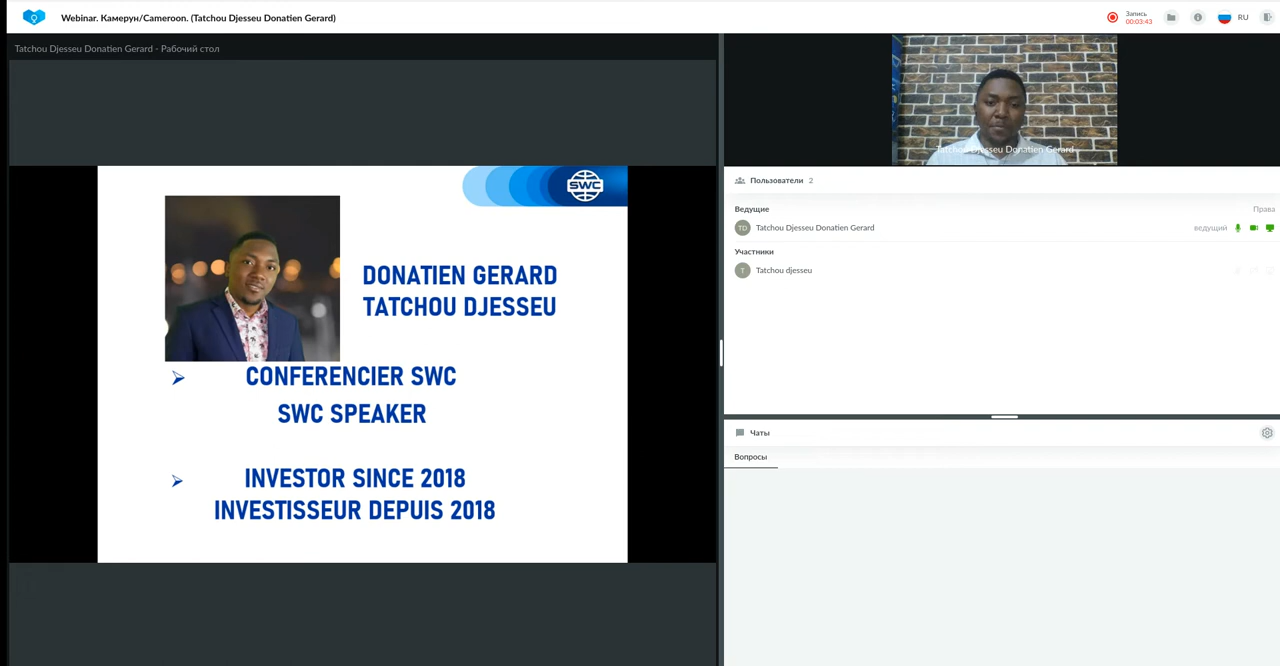 Webinar. Камерун/Cameroon. (Tatchou Djesseu Donatien Gerard)
Запись
00:03:43
RU
Tatchou Djesseu Donatien Gerard - Рабочий стол
SWC
DONATIEN GERARD
TATCHOU DJESSEU
CONFERENCIER SWC
SWC SPEAKER
INVESTOR SINCE 2018
INVESTISSEUR DEPUIS 2018
Tatchou Djesseu Donatien Gerard
Пользователи 2
Ведущие Права
TD Tatchou Djesseu Donatien Gerard ведущий
Участники
T Tatchou djesseu
Чаты
Вопросы